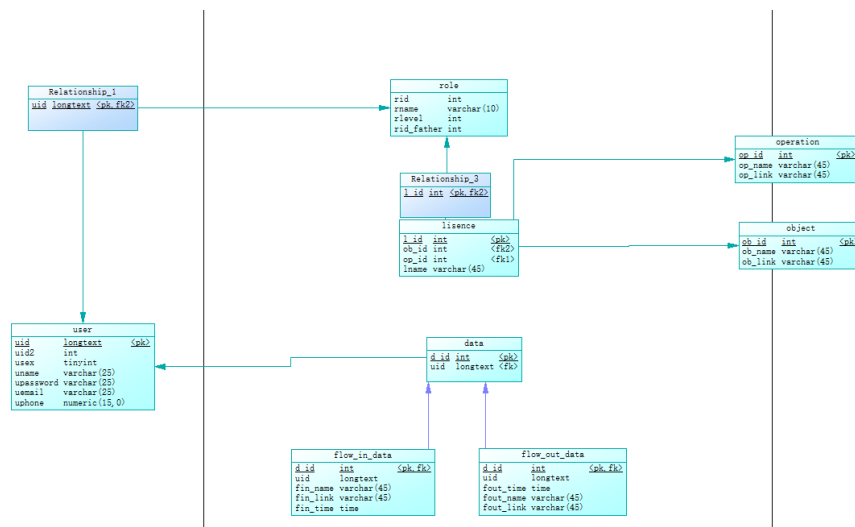 Relationship_1
uid longtext <pk,fk2>
role
rid int
rname varchar(10)
rlevel int
rid_father int
operation
op_id int <pk>
op_name varchar(45)
op_link varchar(45)
Relationship_3
l_id int <pk,fk2>
lisence
l_id int <pk>
ob_id int <fk2>
op_id int <fk1>
lname varchar(45)
object
ob_id int <pk
ob_name varchar(45)
ob_link varchar(45)
user
uid longtext <pk>
uid2 int
usex tinyint
uname varchar(25)
upassword varchar(25)
uemail varchar(25)
uphone numeric(15,0)
data
d_id int <pk>
uid longtext <fk>
flow_in_data
d_id int <pk,fk>
uid longtext
fin_name varchar(45)
fin_link varchar(45)
fin_time time
flow_out_data
d_id int <pk,fk>
uid longtext
fout_time time
fout_name varchar(45)
fout_link varchar(45)